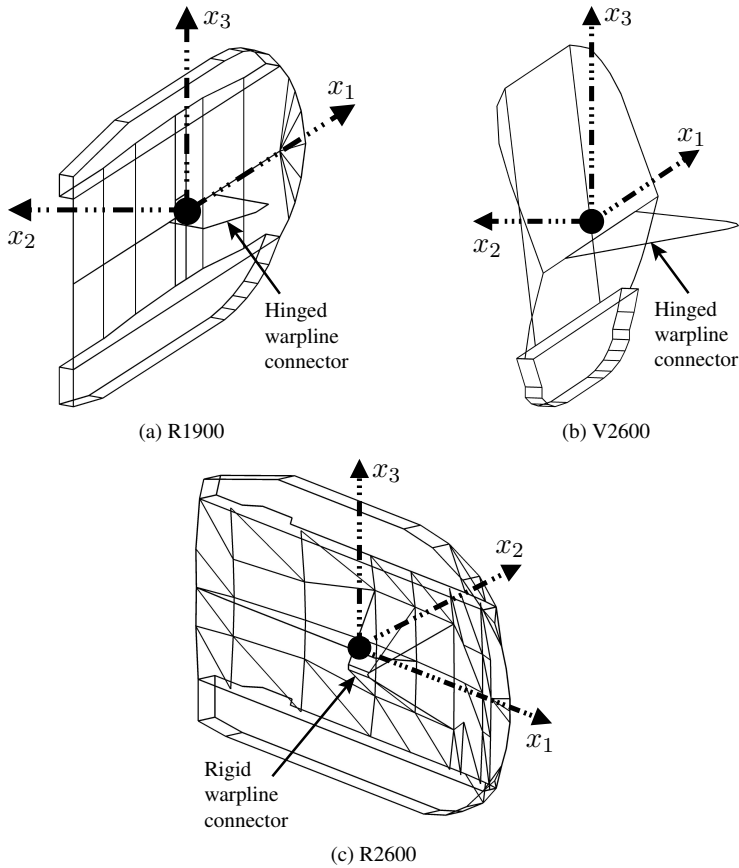 x₃
x₁
x₂
Hinged
warpline
connector
(a) R1900
x₃
x₁
x₂
Hinged
warpline
connector
(b) V2600
x₃
x₂
x₁
Rigid
warpline
connector
(c) R2600